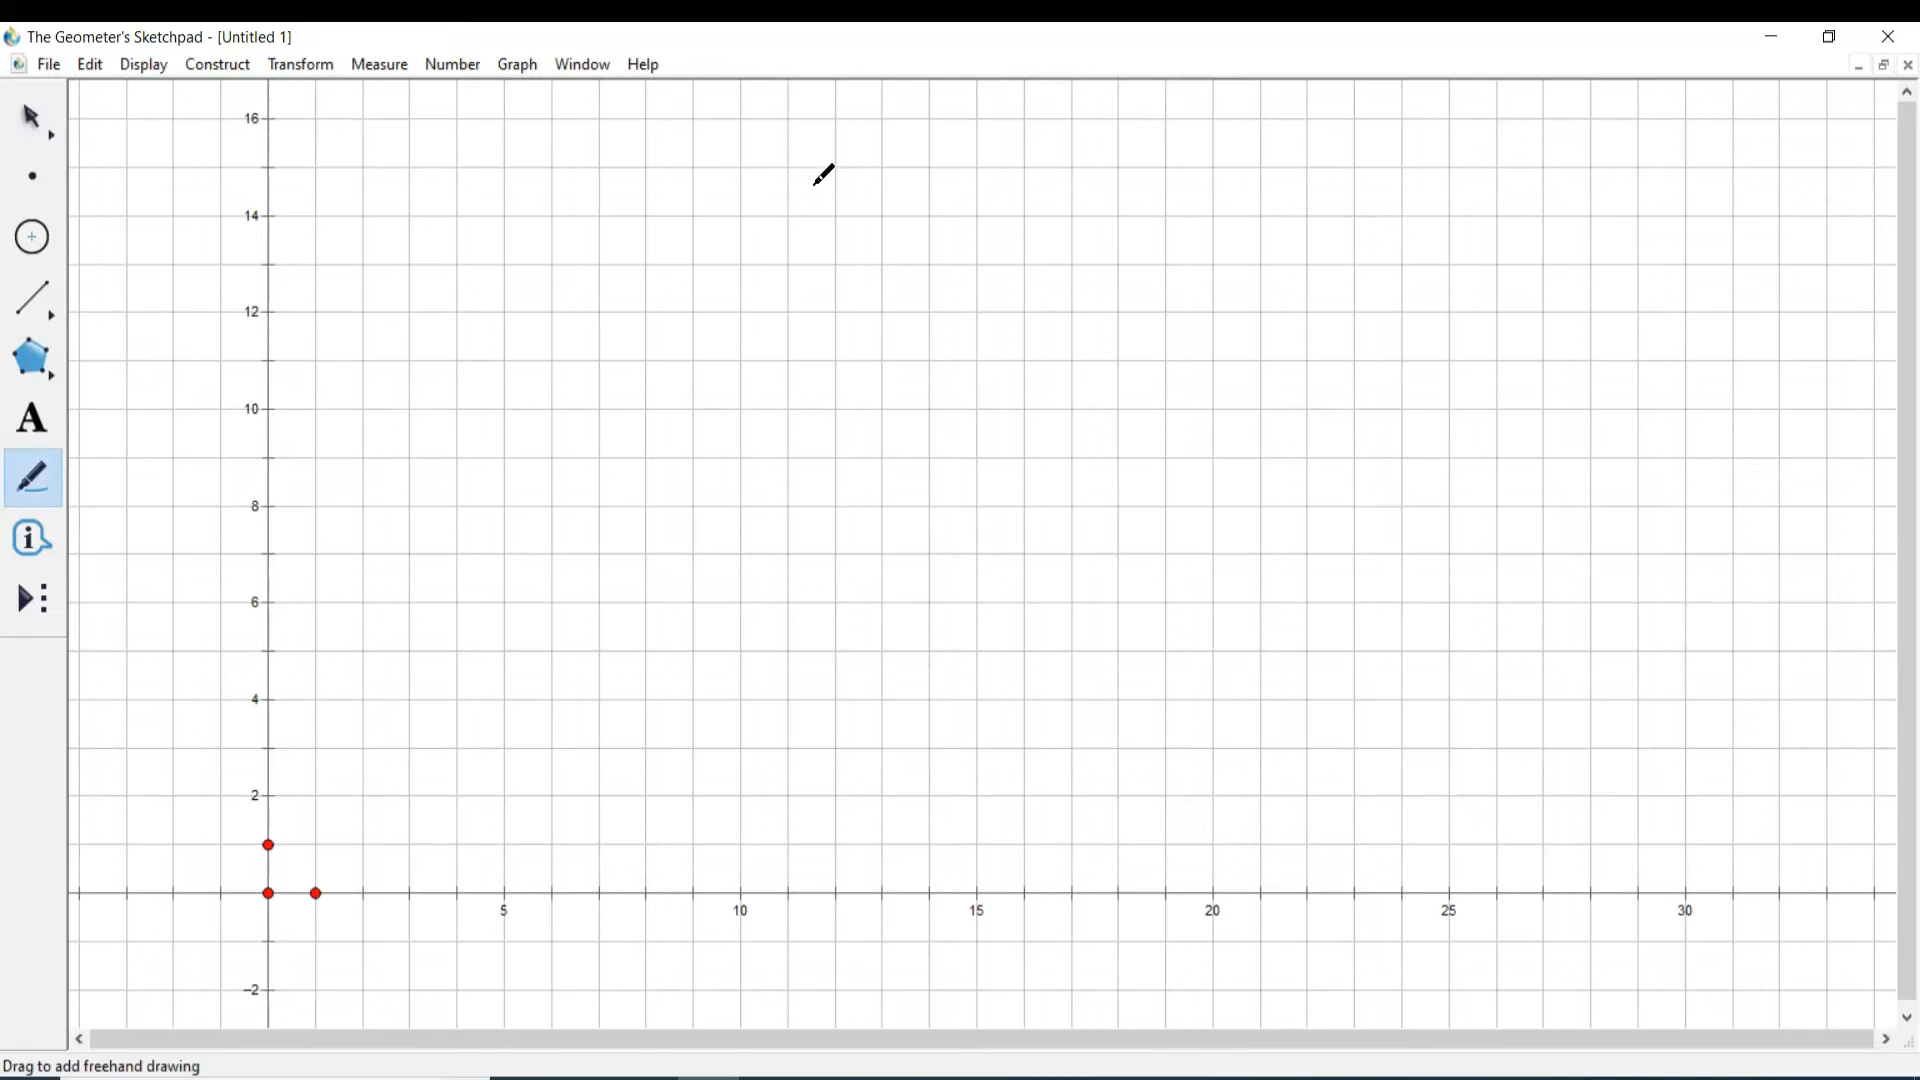 The Geometer's Sketchpad - [Untitled 1]
File Edit Display Construct Transform Measure Number Graph Window Help
16
14
12
10
8
6
4
2
5 10 15 20 25 30
−2
A
i
Drag to add freehand drawing